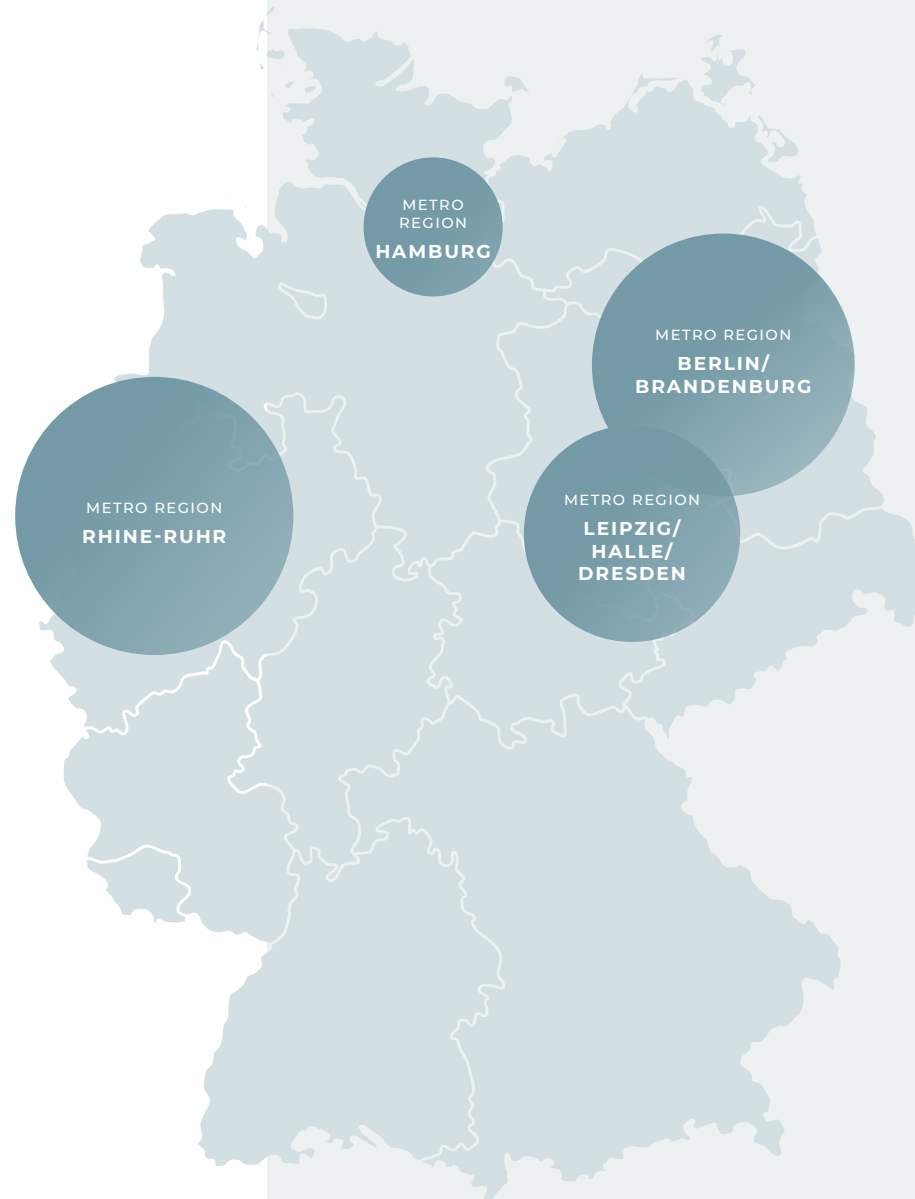 METRO
REGION
HAMBURG
METRO REGION
BERLIN/
BRANDENBURG
METRO REGION
LEIPZIG/
HALLE/
DRESDEN
METRO REGION
RHINE-RUHR